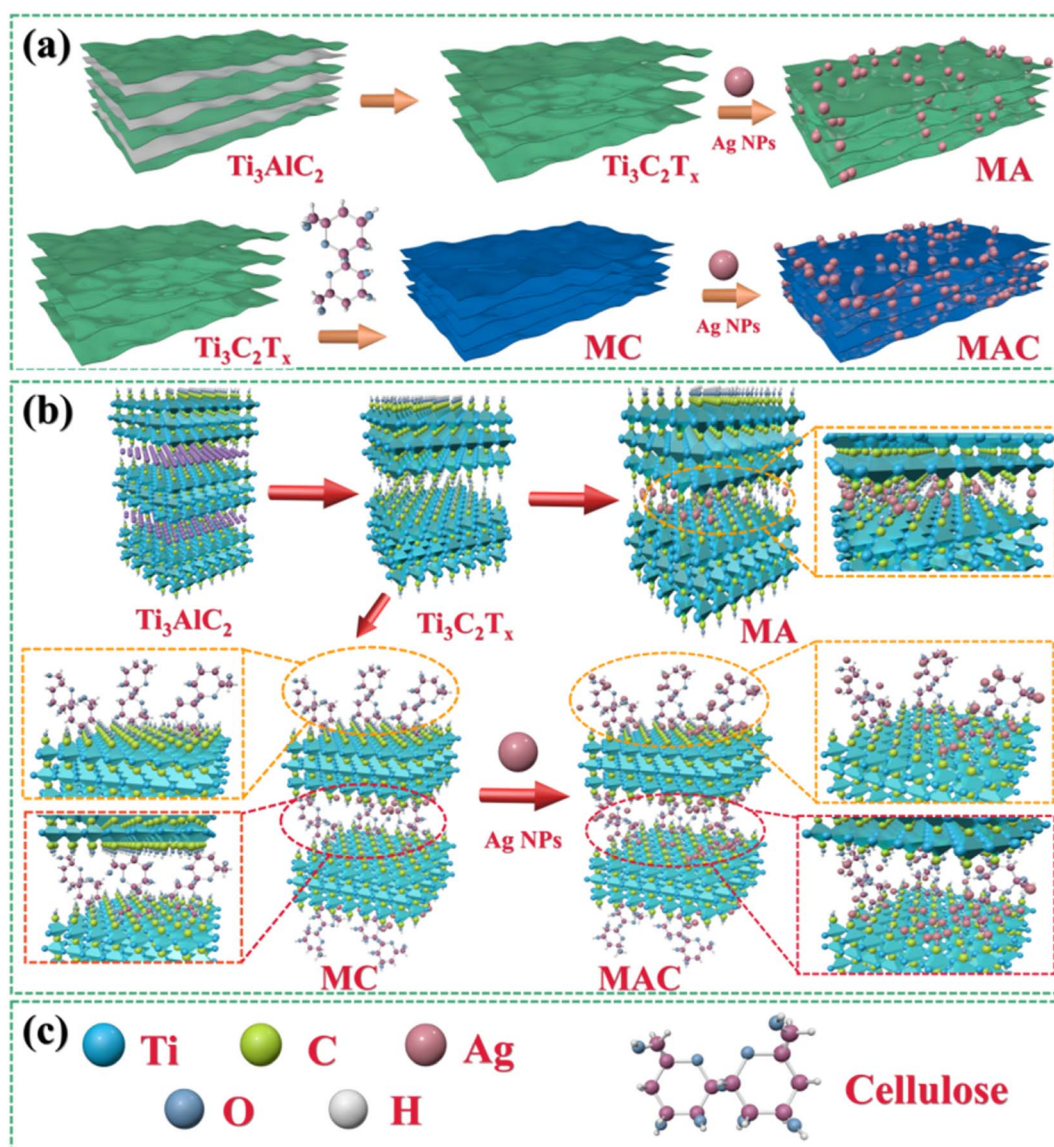 (a)
Ti₃AlC₂
Ti₃C₂Tₓ
Ag NPs
MA
Ti₃C₂Tₓ
MC
Ag NPs
MAC
(b)
Ti₃AlC₂
Ti₃C₂Tₓ
MA
Ag NPs
MC
MAC
(c)
Ti
C
Ag
O
H
Cellulose